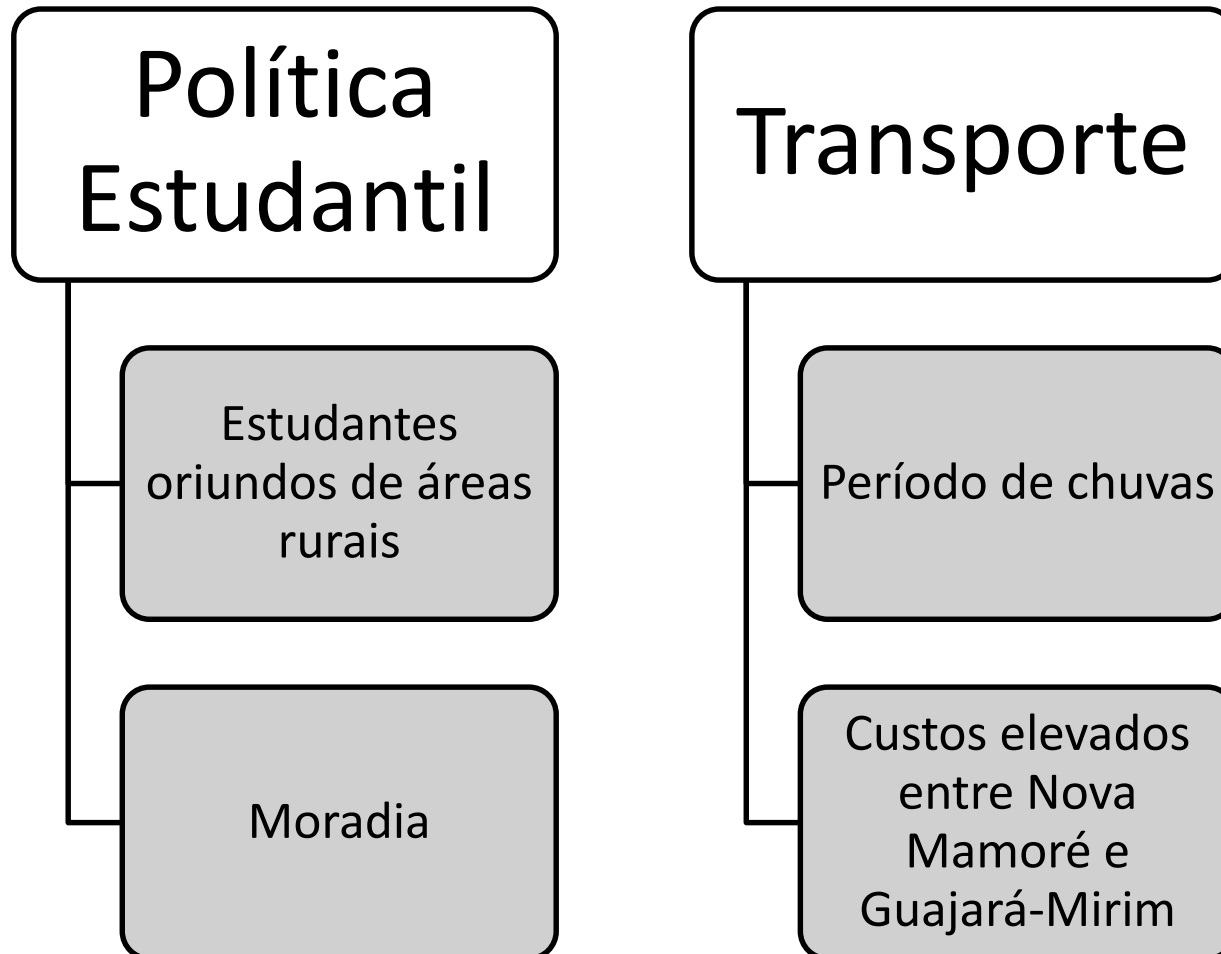 Política
Estudantil
Estudantes
oriundos de áreas
rurais
Moradia
Transporte
Período de chuvas
Custos elevados
entre Nova
Mamoré e
Guajará-Mirim